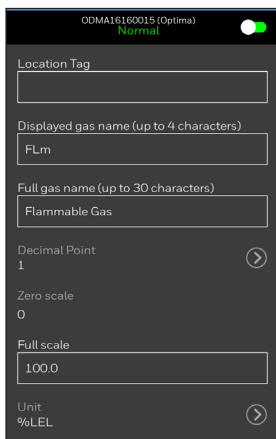 ODMA16160015 (Optima)
Normal
Location Tag
Displayed gas name (up to 4 characters)
FLm
Full gas name (up to 30 characters)
Flammable Gas
Decimal Point
1
Zero scale
0
Full scale
100.0
Unit
%LEL